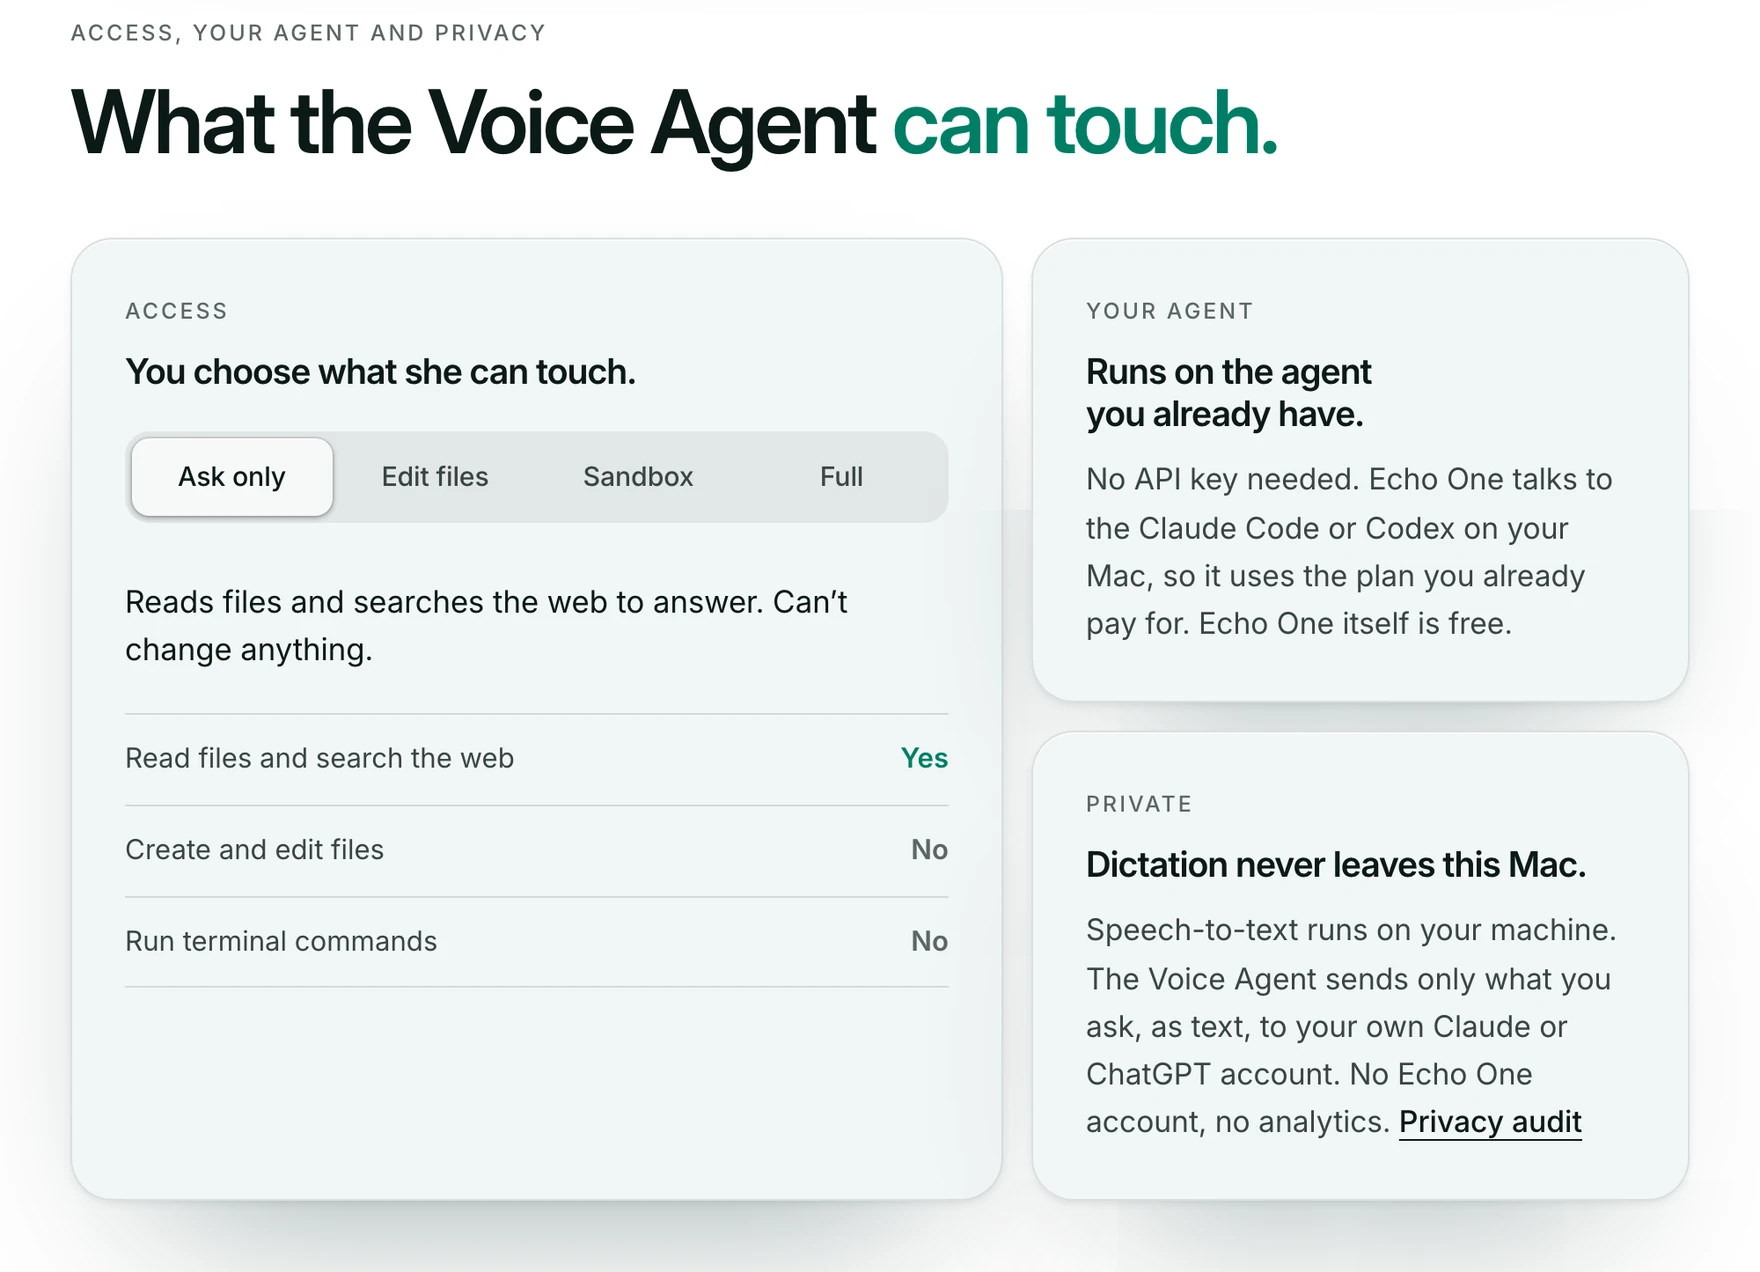 ACCESS, YOUR AGENT AND PRIVACY
What the Voice Agent can touch.
ACCESS
You choose what she can touch.
Ask only
Edit files
Sandbox
Full
Reads files and searches the web to answer. Can’t
change anything.
Read files and search the web
Yes
Create and edit files
No
Run terminal commands
No
YOUR AGENT
Runs on the agent
you already have.
No API key needed. Echo One talks to
the Claude Code or Codex on your
Mac, so it uses the plan you already
pay for. Echo One itself is free.
PRIVATE
Dictation never leaves this Mac.
Speech-to-text runs on your machine.
The Voice Agent sends only what you
ask, as text, to your own Claude or
ChatGPT account. No Echo One
account, no analytics. Privacy audit